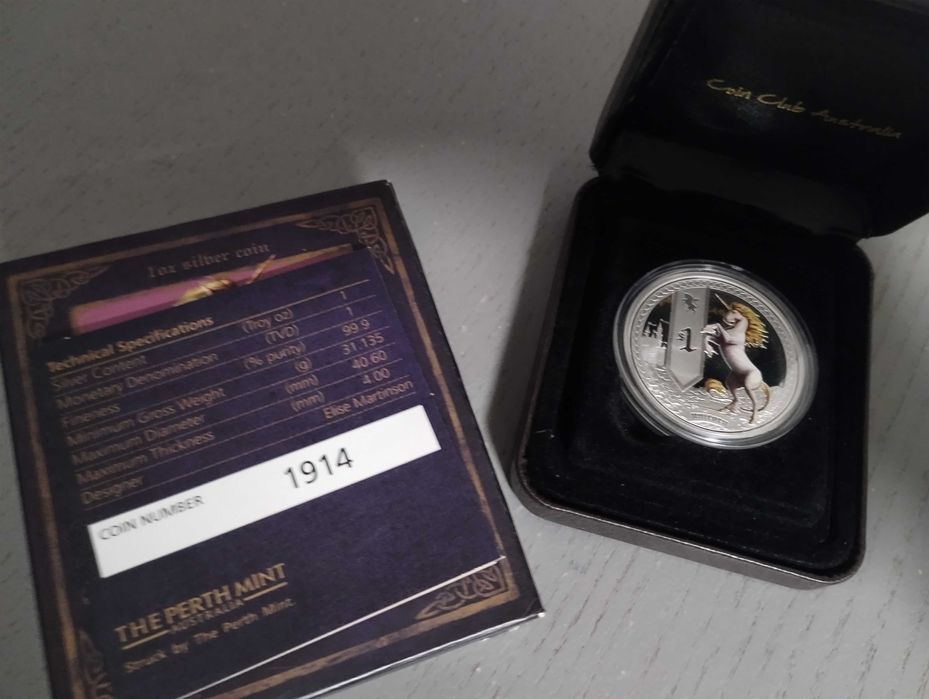 1oz silver coin
Technical Specifications
Silver Content (Troy oz) 1
Monetary Denomination (TVD) 1
Fineness (% purity) 99.9
Minimum Gross Weight (g) 31.135
Maximum Diameter (mm) 40.60
Maximum Thickness (mm) 4.00
Designer Elise Martinson
COIN NUMBER 1914
THE PERTH MINT
AUSTRALIA
Struck by The Perth Mint.
Coin Club Australia
1